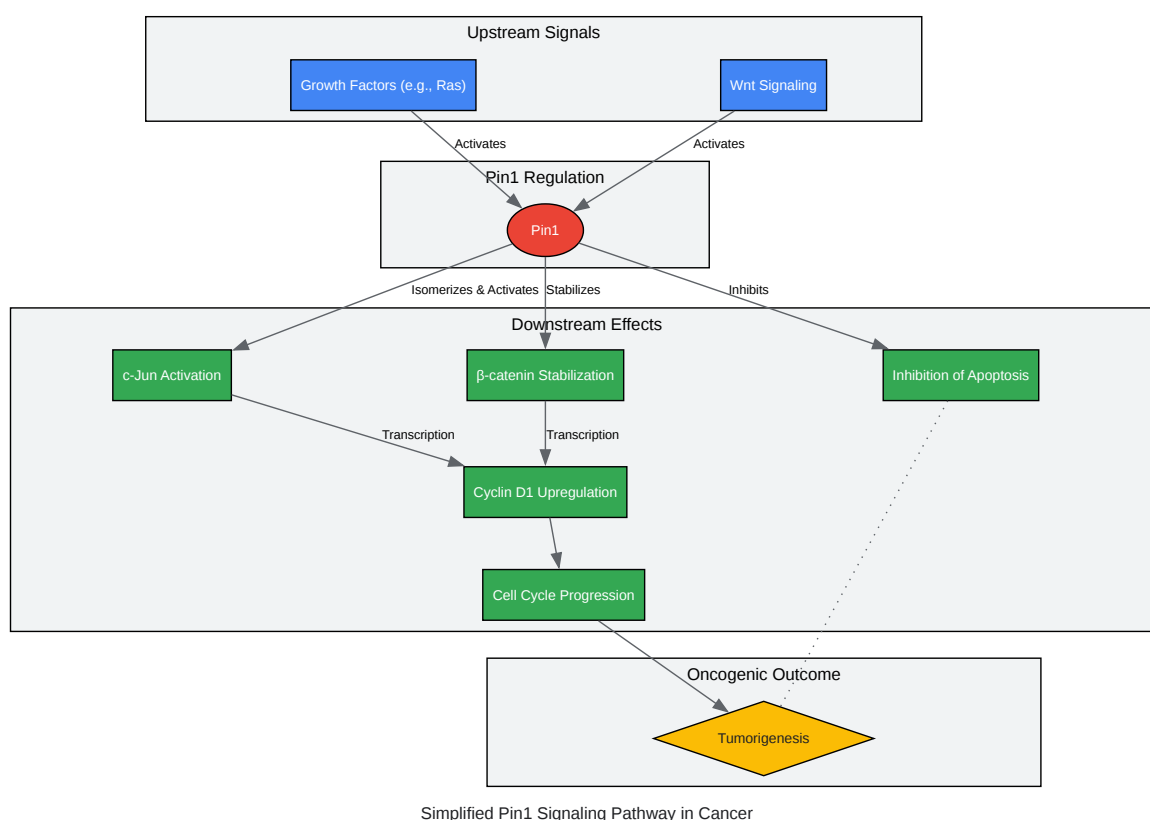 Upstream Signals
Growth Factors (e.g., Ras)
Wnt Signaling
Activates
Activates
Pin1 Regulation
Pin1
Isomerizes & Activates
Stabilizes
Inhibits
Downstream Effects
c-Jun Activation
β-catenin Stabilization
Inhibition of Apoptosis
Transcription
Transcription
Cyclin D1 Upregulation
Cell Cycle Progression
Oncogenic Outcome
Tumorigenesis
Simplified Pin1 Signaling Pathway in Cancer